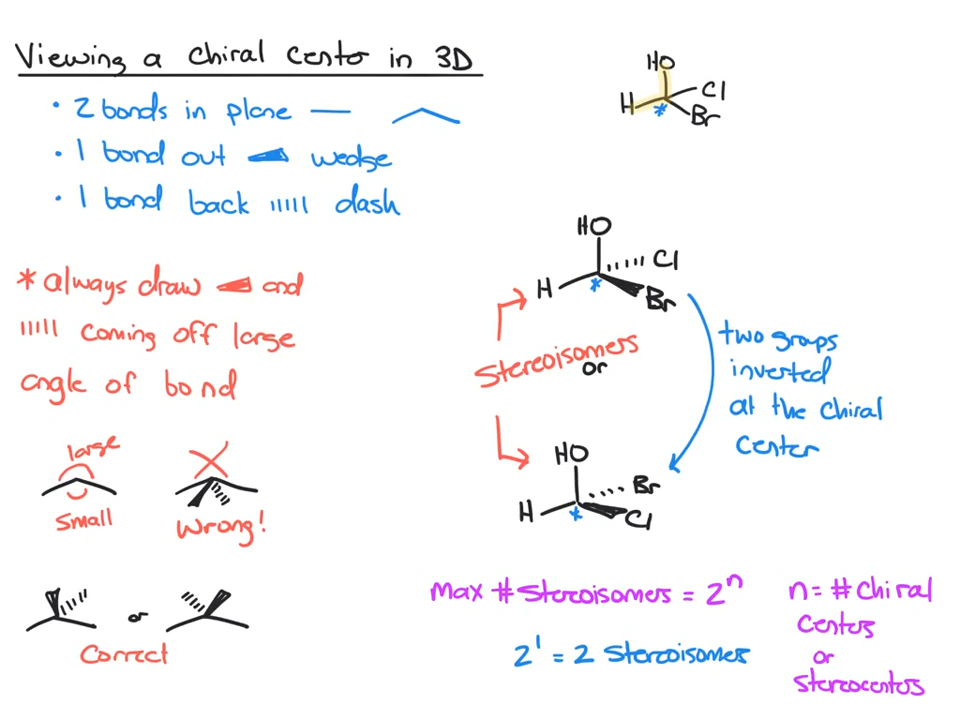 Viewing a Chiral Center in 3D
• 2 bonds in plane
• 1 bond out wedge
• 1 bond back dash
* always draw and
coming off large
angle of bond
large
small
Wrong!
or
Correct
HO
H
Cl
*
Br
HO
Cl
H
*
Br
Stereoisomers
or
two groups
inverted
at the chiral
center
HO
Br
H
*
Cl
max # Stereoisomers = 2ⁿ
2¹ = 2 Stereoisomers
n = # chiral
centers
or
stereocenters